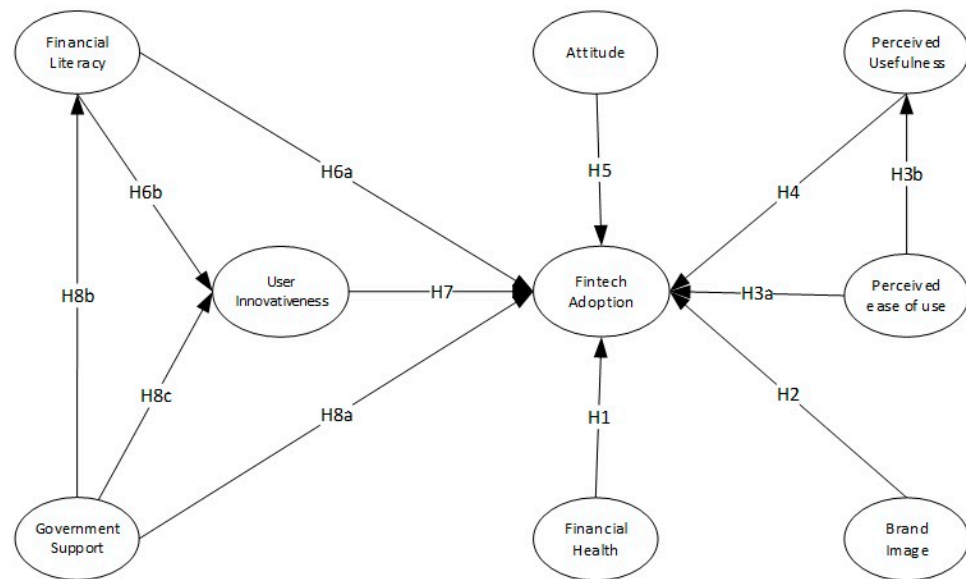 Financial
Literacy
Attitude
Perceived
Usefulness
H6a
H5
H3b
H6b
H4
User
Innovativeness
H7
Fintech
Adoption
H3a
Perceived
ease of use
H8b
H8c
H8a
H1
H2
Government
Support
Financial
Health
Brand
Image